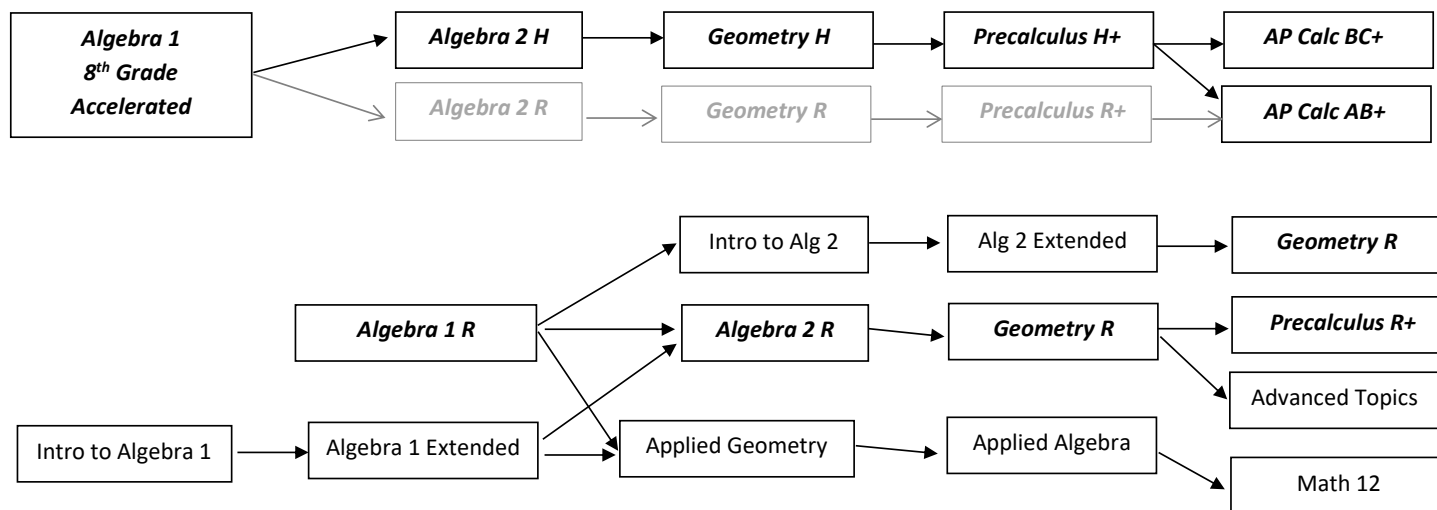 Algebra 1
8th Grade
Accelerated
Algebra 2 H
Geometry H
Precalculus H+
AP Calc BC+
Algebra 2 R
Geometry R
Precalculus R+
AP Calc AB+
Intro to Alg 2
Alg 2 Extended
Geometry R
Algebra 1 R
Algebra 2 R
Geometry R
Precalculus R+
Advanced Topics
Intro to Algebra 1
Algebra 1 Extended
Applied Geometry
Applied Algebra
Math 12